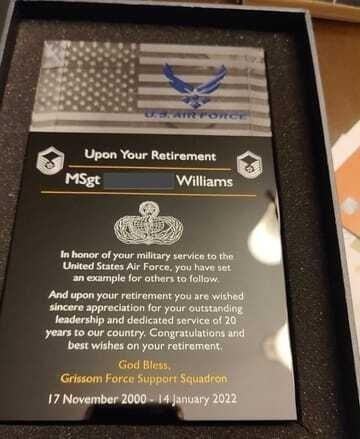 U.S. AIR FORCE
Upon Your Retirement
MSgt Williams
In honor of your military service to the
United States Air Force, you have set
an example for others to follow.
And upon your retirement you are wished
sincere appreciation for your outstanding
leadership and dedicated service of 20
years to our country. Congratulations and
best wishes on your retirement.
God Bless,
Grissom Force Support Squadron
17 November 2000 - 14 January 2022